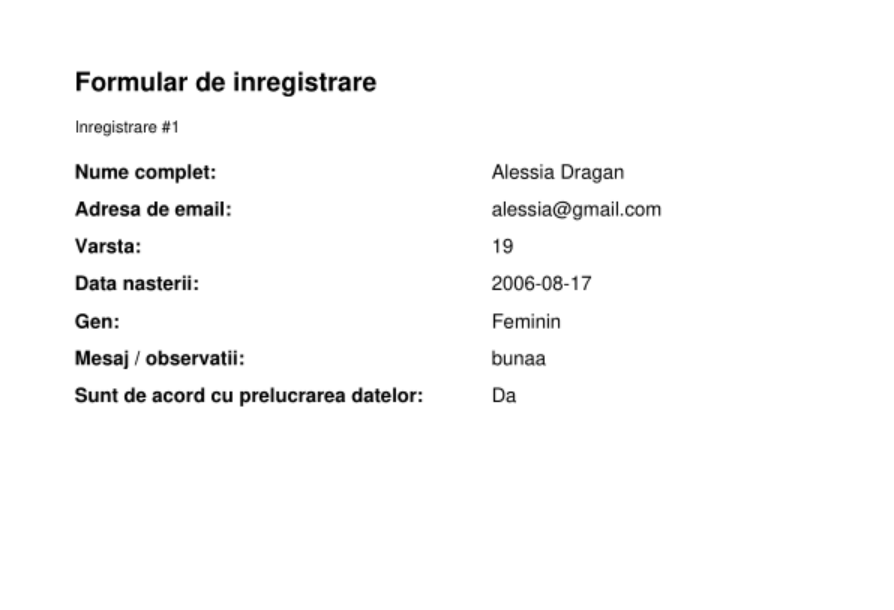 Formular de inregistrare
Inregistrare #1
Nume complet: Alessia Dragan
Adresa de email: alessia@gmail.com
Varsta: 19
Data nasterii: 2006-08-17
Gen: Feminin
Mesaj / observatii: bunaa
Sunt de acord cu prelucrarea datelor: Da